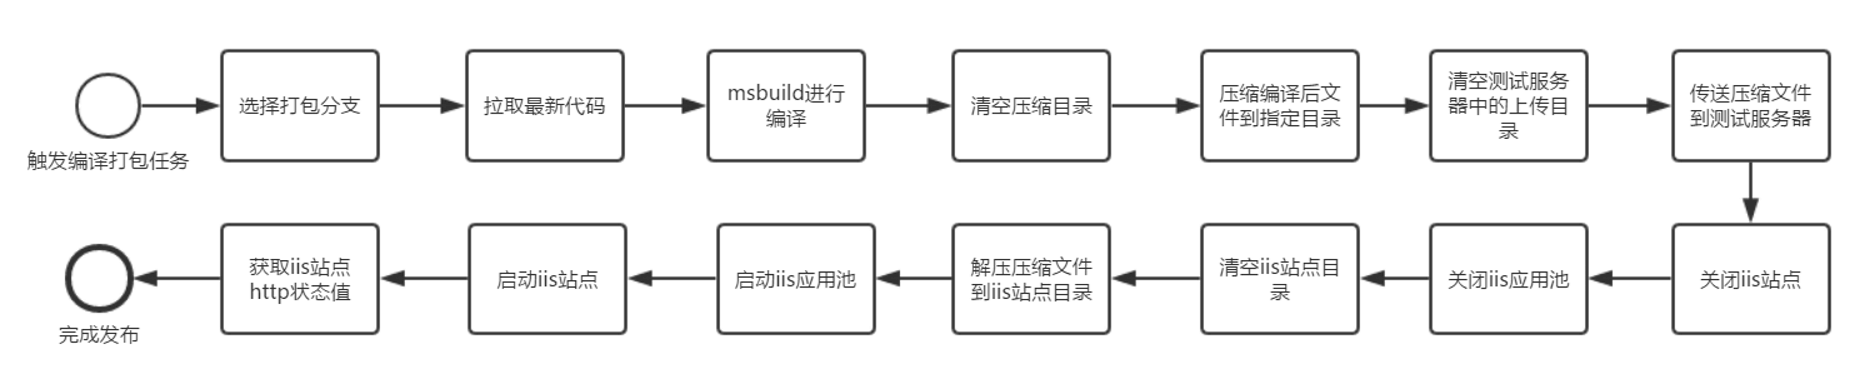 触发编译打包任务
选择打包分支
拉取最新代码
msbuild进行
编译
清空压缩目录
压缩编译后文
件到指定目录
清空测试服务
器中的上传目
录
传送压缩文件
到测试服务器
关闭iis站点
关闭iis应用池
清空iis站点目
录
解压压缩文件
到iis站点目录
启动iis应用池
启动iis站点
获取iis站点
http状态值
完成发布